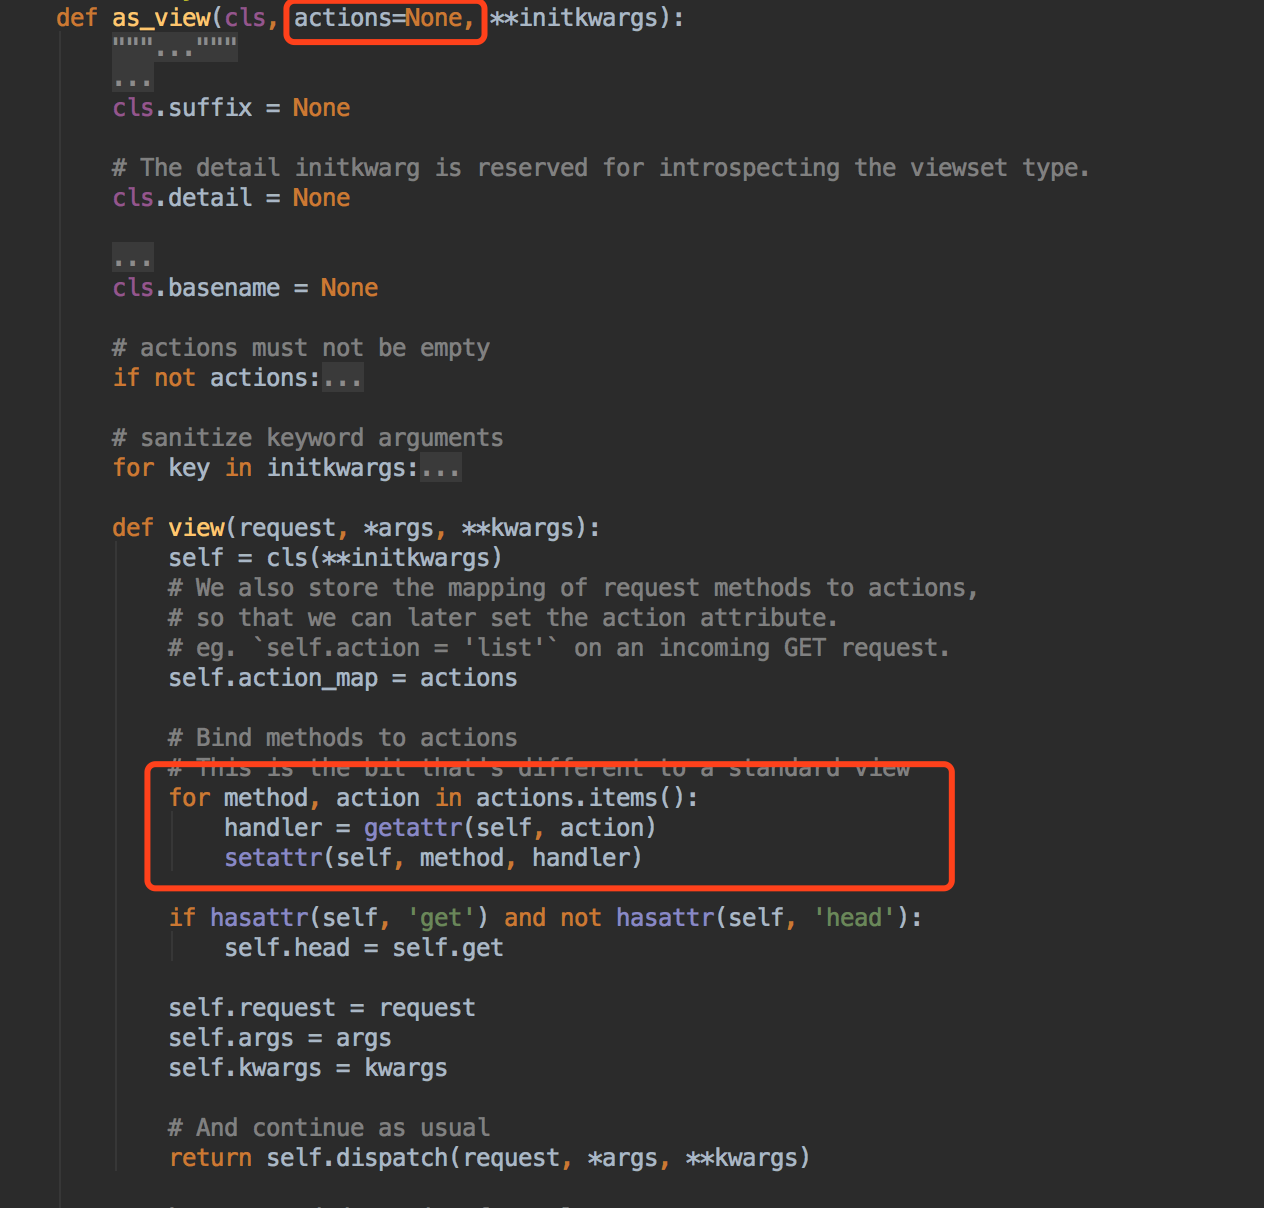 def as_view(cls, actions=None, **initkwargs):
"""..."""
...
cls.suffix = None
# The detail initkwarg is reserved for introspecting the viewset type.
cls.detail = None
...
cls.basename = None
# actions must not be empty
if not actions:...
# sanitize keyword arguments
for key in initkwargs:...
def view(request, *args, **kwargs):
self = cls(**initkwargs)
# We also store the mapping of request methods to actions,
# so that we can later set the action attribute.
# eg. `self.action = 'list'` on an incoming GET request.
self.action_map = actions
# Bind methods to actions
# This is the bit that's different to a standard view
for method, action in actions.items():
handler = getattr(self, action)
setattr(self, method, handler)
if hasattr(self, 'get') and not hasattr(self, 'head'):
self.head = self.get
self.request = request
self.args = args
self.kwargs = kwargs
# And continue as usual
return self.dispatch(request, *args, **kwargs)